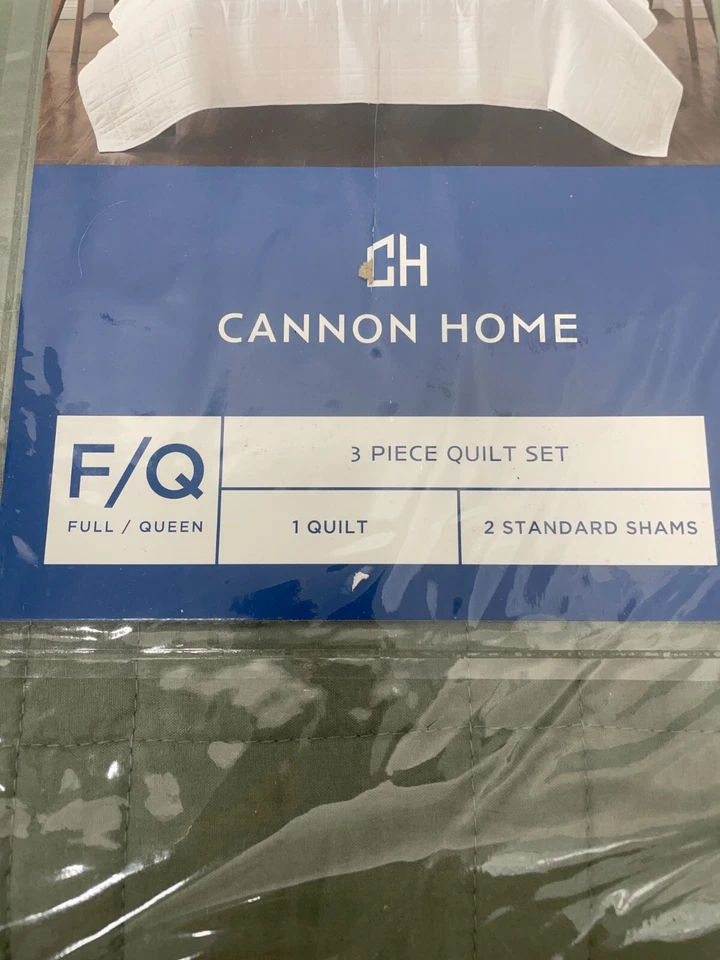 CH
CANNON HOME
F/Q
FULL / QUEEN
3 PIECE QUILT SET
1 QUILT
2 STANDARD SHAMS